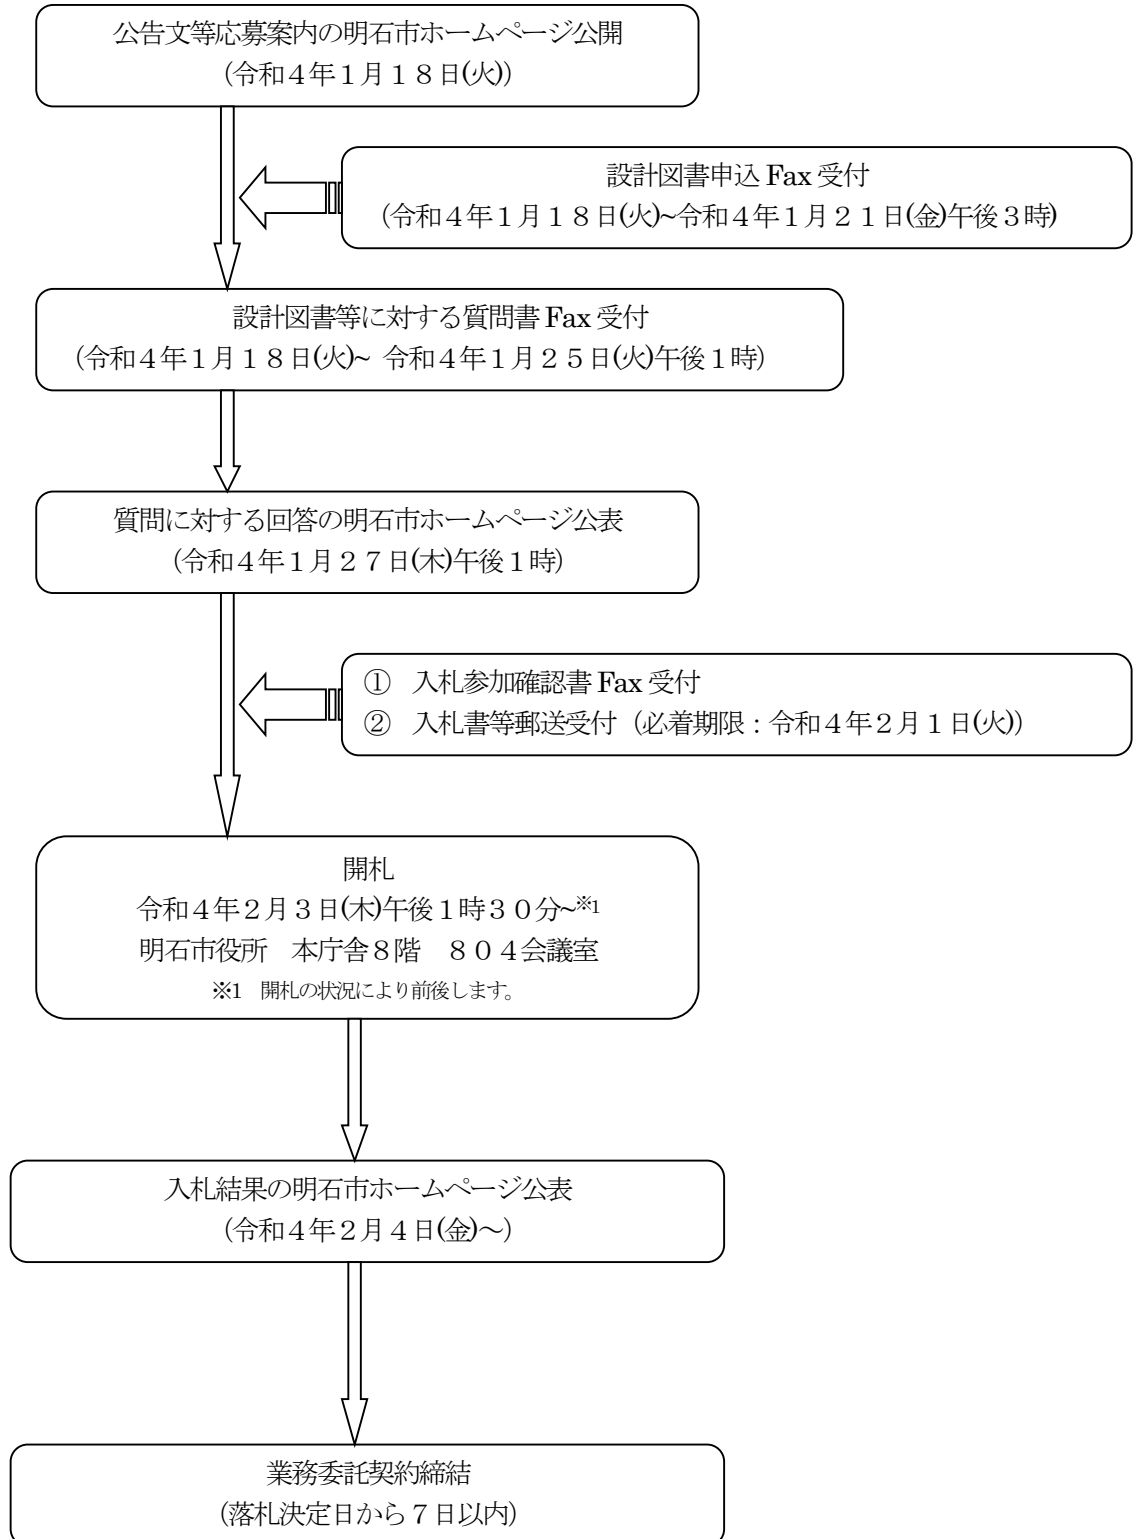 公告文等応募案内の明石市ホームページ公開
（令和４年１月１８日(火)）
設計図書申込 Fax 受付
（令和４年１月１８日(火)~令和４年１月２１日(金)午後３時）
設計図書等に対する質問書 Fax 受付
（令和４年１月１８日(火)~ 令和４年１月２５日(火)午後１時）
質問に対する回答の明石市ホームページ公表
（令和４年１月２７日(木)午後１時）
①　入札参加確認書 Fax 受付
②　入札書等郵送受付（必着期限：令和４年２月１日(火)）
開札
令和４年２月３日(木)午後１時３０分~※1
明石市役所　本庁舎８階　８０４会議室
※1　開札の状況により前後します。
入札結果の明石市ホームページ公表
（令和４年２月４日(金)～）
業務委託契約締結
（落札決定日から７日以内）